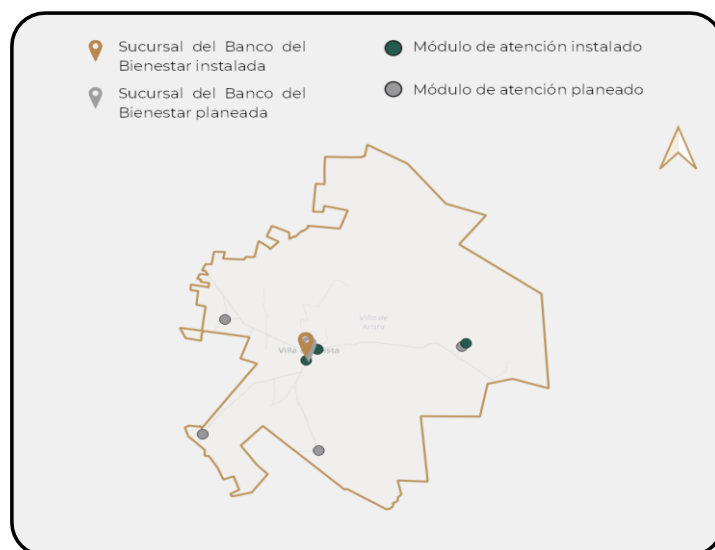 Sucursal del Banco del
Bienestar instalada
Sucursal del Banco del
Bienestar planeada
Módulo de atención instalado
Módulo de atención planeado
Villa de
Arista
Villa